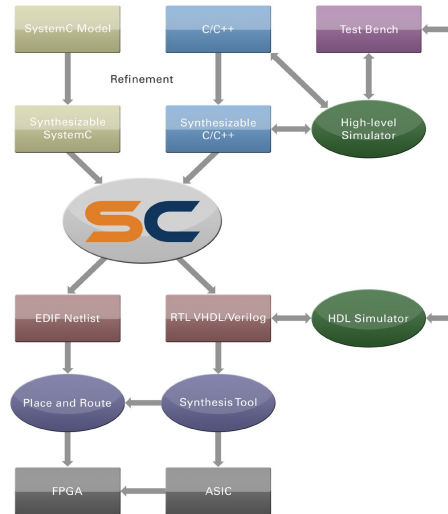 SystemC Model
C/C++
Test Bench
Refinement
Synthesizable
SystemC
Synthesizable
C/C++
High-level
Simulator
SC
EDIF Netlist
RTL VHDL/Verilog
HDL Simulator
Place and Route
Synthesis Tool
FPGA
ASIC